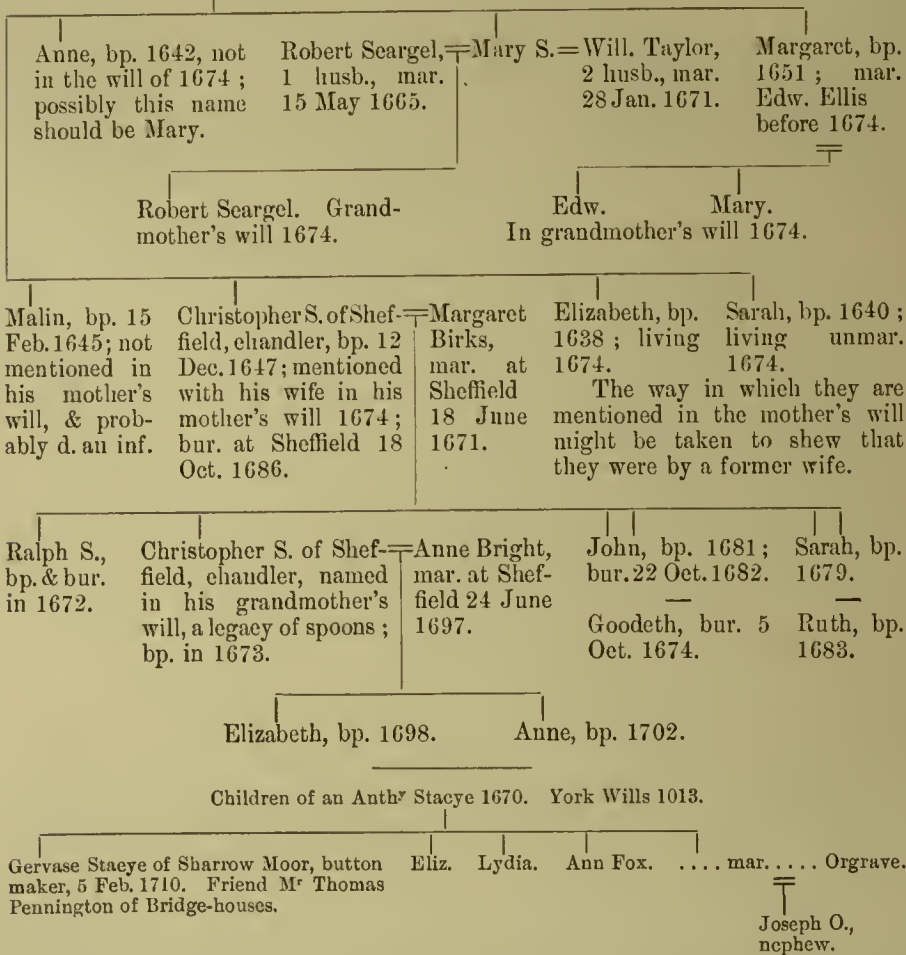 Anne, bp. 1642, not
in the will of 1674 ;
possibly this name
should be Mary.
Robert Seargel,
1 husb., mar.
15 May 1665.
Mary S. = Will. Taylor,
2 husb., mar.
28 Jan. 1671.
Margaret, bp.
1651 ; mar.
Edw. Ellis
before 1674.
Robert Seargel. Grand-
mother's will 1674.
Edw. Mary.
In grandmother's will 1674.
Malin, bp. 15
Feb. 1645; not
mentioned in
his mother's
will, & prob-
ably d. an inf.
Christopher S. of Shef-
field, chandler, bp. 12
Dec. 1647; mentioned
with his wife in his
mother's will 1674;
bur. at Sheffield 18
Oct. 1686.
Margaret
Birks,
mar. at
Sheffield
18 June
1671.
Elizabeth, bp.
1638 ; living
1674.
Sarah, bp. 1640 ;
living unmar.
1674.
The way in which they are
mentioned in the mother's will
might be taken to shew that
they were by a former wife.
Ralph S.,
bp. & bur.
in 1672.
Christopher S. of Shef-
field, chandler, named
in his grandmother's
will, a legacy of spoons ;
bp. in 1673.
Anne Bright,
mar. at Shef-
field 24 June
1697.
John, bp. 1681;
bur. 22 Oct. 1682.
Goodeth, bur. 5
Oct. 1674.
Sarah, bp.
1679.
Ruth, bp.
1683.
Elizabeth, bp. 1698. Anne, bp. 1702.
Children of an Anthʸ Stacye 1670. York Wills 1013.
Gervase Stacye of Sharrow Moor, button
maker, 5 Feb. 1710. Friend Mʳ Thomas
Pennington of Bridge-houses.
Eliz. Lydia. Ann Fox. .... mar..... Orgrave.
Joseph O.,
nephew.